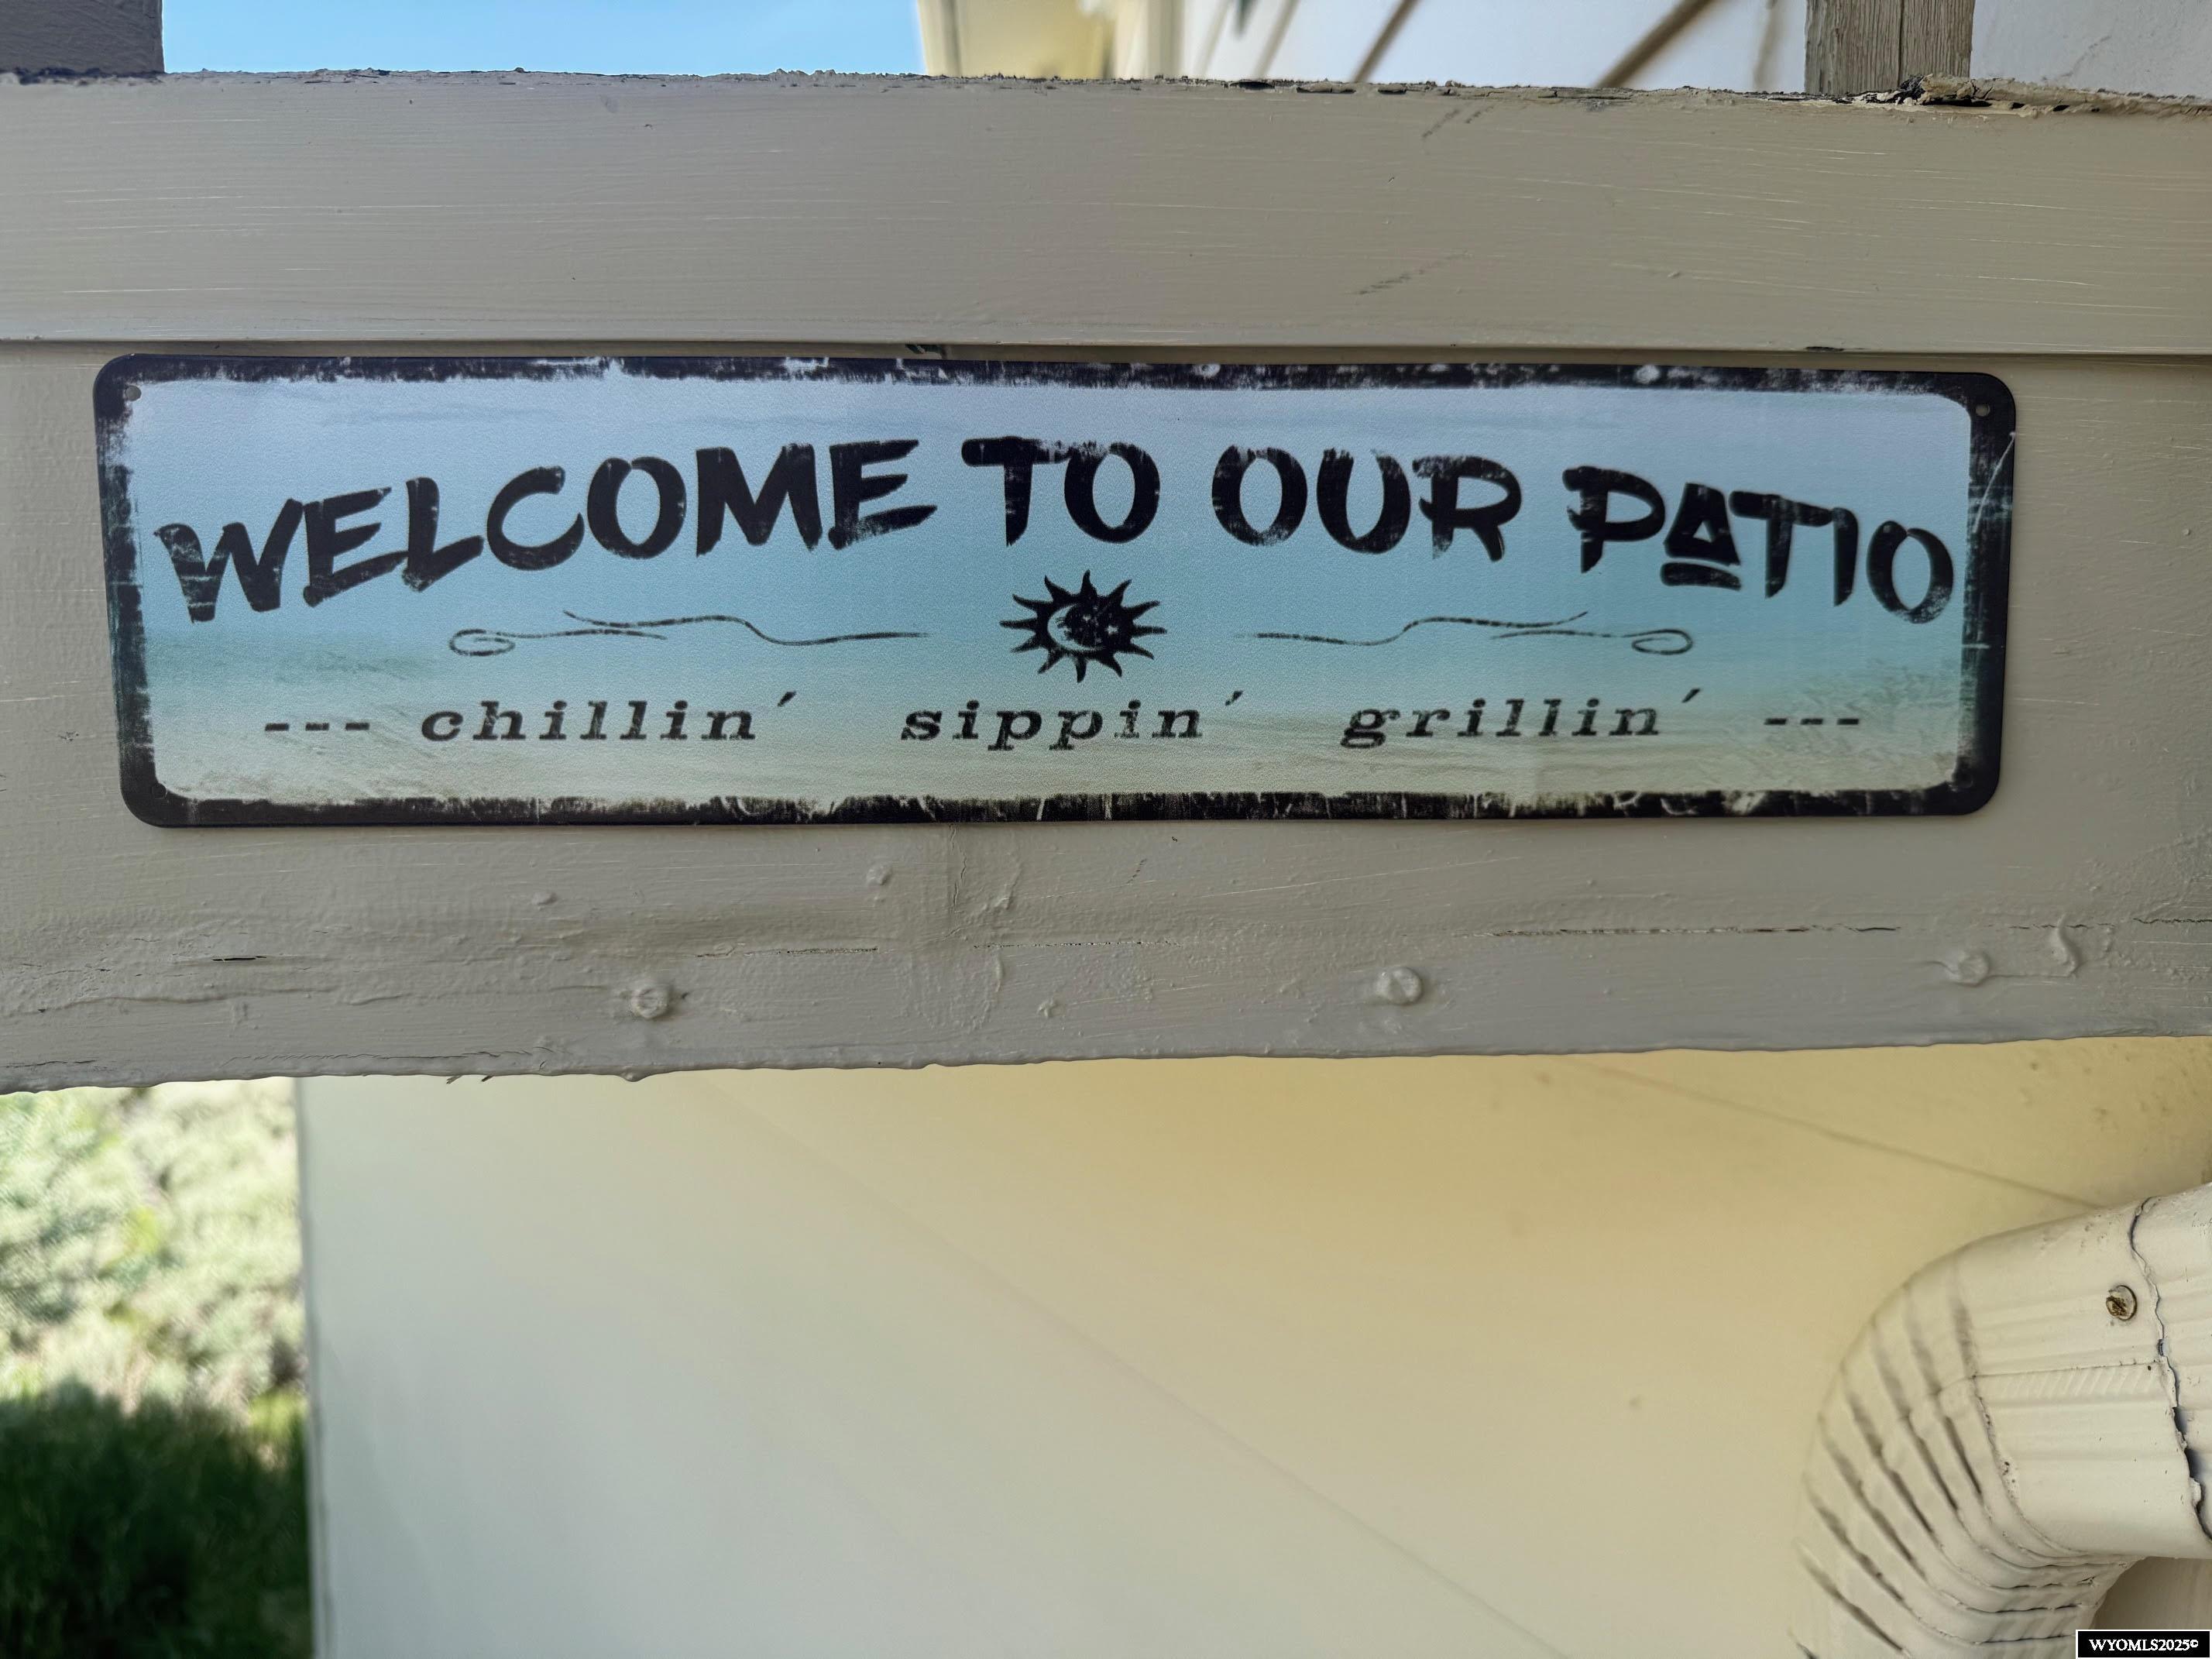 WELCOME TO OUR PATIO
--- chillin´ sippin´ grillin´ ---
WYOMLS2025©